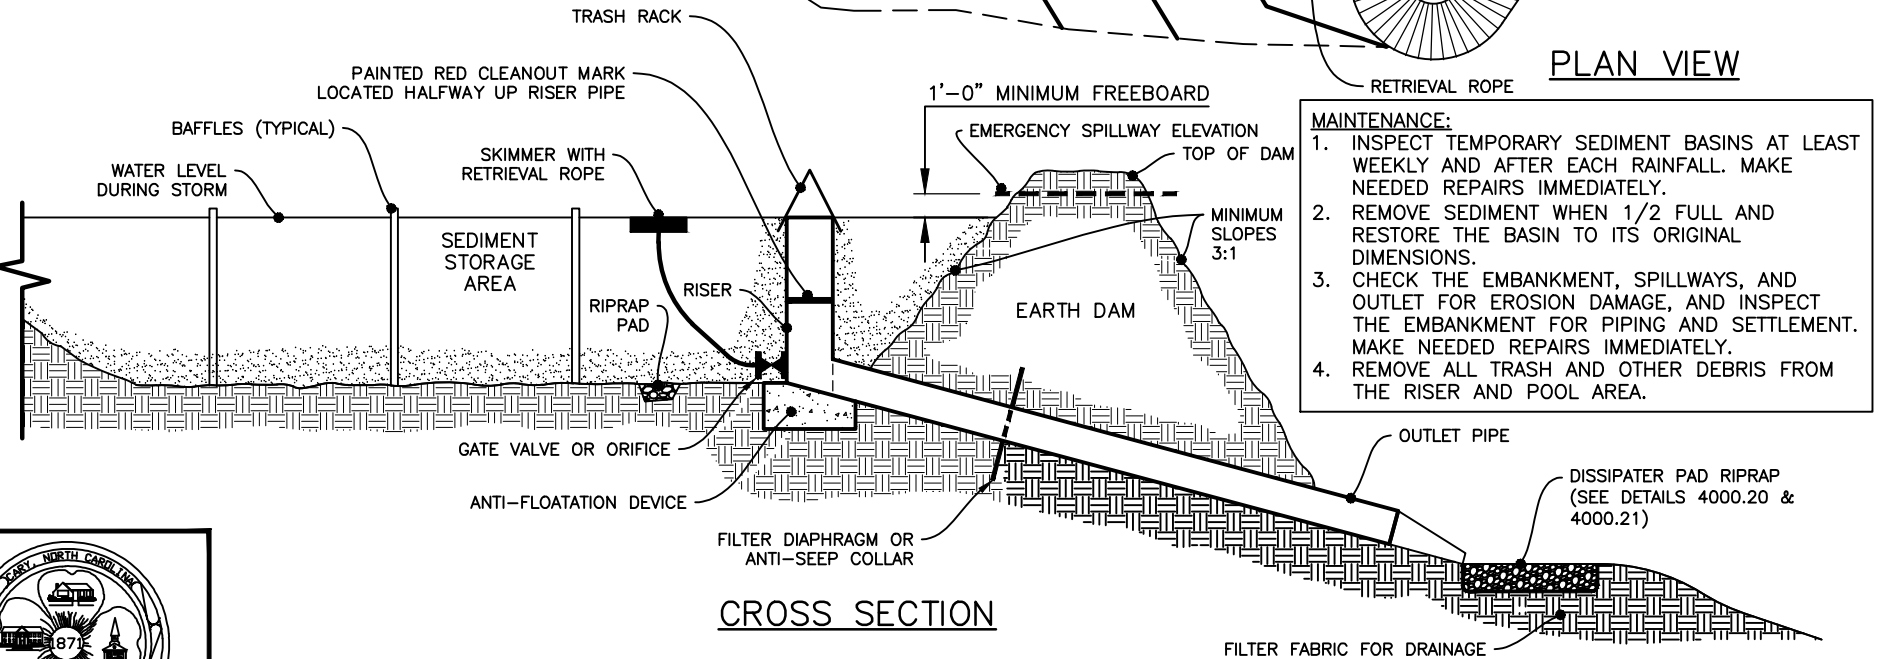 TRASH RACK
PAINTED RED CLEANOUT MARK
LOCATED HALFWAY UP RISER PIPE
BAFFLES (TYPICAL)
WATER LEVEL
DURING STORM
SKIMMER WITH
RETRIEVAL ROPE
SEDIMENT
STORAGE
AREA
RISER
RIPRAP
PAD
GATE VALVE OR ORIFICE
ANTI-FLOATATION DEVICE
FILTER DIAPHRAGM OR
ANTI-SEEP COLLAR
CROSS SECTION
1'-0" MINIMUM FREEBOARD
EMERGENCY SPILLWAY ELEVATION
TOP OF DAM
MINIMUM
SLOPES
3:1
EARTH DAM
PLAN VIEW
RETRIEVAL ROPE
MAINTENANCE:
1. INSPECT TEMPORARY SEDIMENT BASINS AT LEAST
WEEKLY AND AFTER EACH RAINFALL. MAKE
NEEDED REPAIRS IMMEDIATELY.
2. REMOVE SEDIMENT WHEN 1/2 FULL AND
RESTORE THE BASIN TO ITS ORIGINAL
DIMENSIONS.
3. CHECK THE EMBANKMENT, SPILLWAYS, AND
OUTLET FOR EROSION DAMAGE, AND INSPECT
THE EMBANKMENT FOR PIPING AND SETTLEMENT.
MAKE NEEDED REPAIRS IMMEDIATELY.
4. REMOVE ALL TRASH AND OTHER DEBRIS FROM
THE RISER AND POOL AREA.
OUTLET PIPE
DISSIPATER PAD RIPRAP
(SEE DETAILS 4000.20 &
4000.21)
FILTER FABRIC FOR DRAINAGE
CARY, NORTH CAROLINA
1871